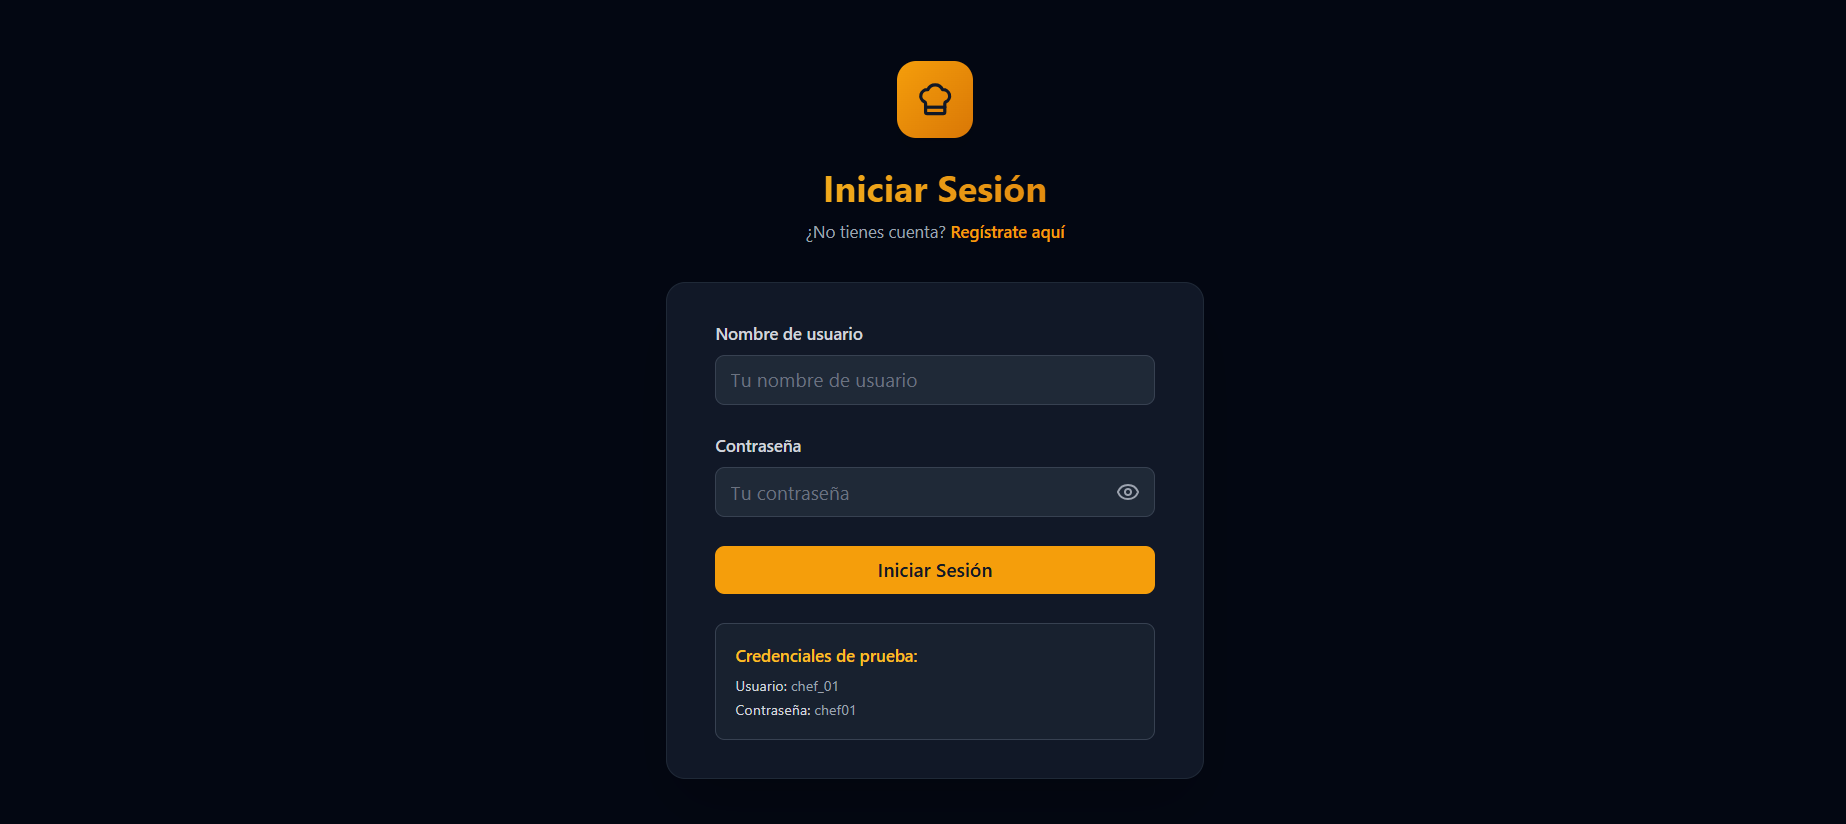 Iniciar Sesión
¿No tienes cuenta? Regístrate aquí
Nombre de usuario
Tu nombre de usuario
Contraseña
Tu contraseña
Iniciar Sesión
Credenciales de prueba:
Usuario: chef_01
Contraseña: chef01